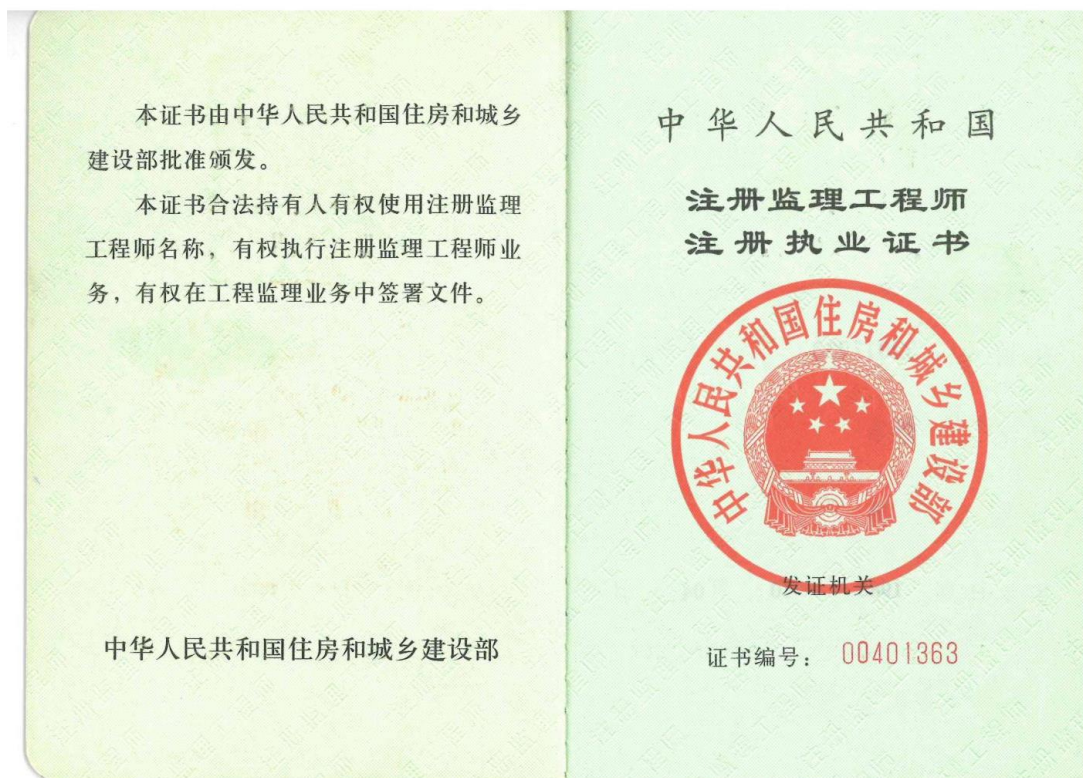 本证书由中华人民共和国住房和城乡
建设部批准颁发。
本证书合法持有人有权使用注册监理
工程师名称，有权执行注册监理工程师业
务，有权在工程监理业务中签署文件。
中华人民共和国住房和城乡建设部
中华人民共和国
注册监理工程师
注册执业证书
中华人民共和国住房和城乡建设部
发证机关
证书编号： 00401363